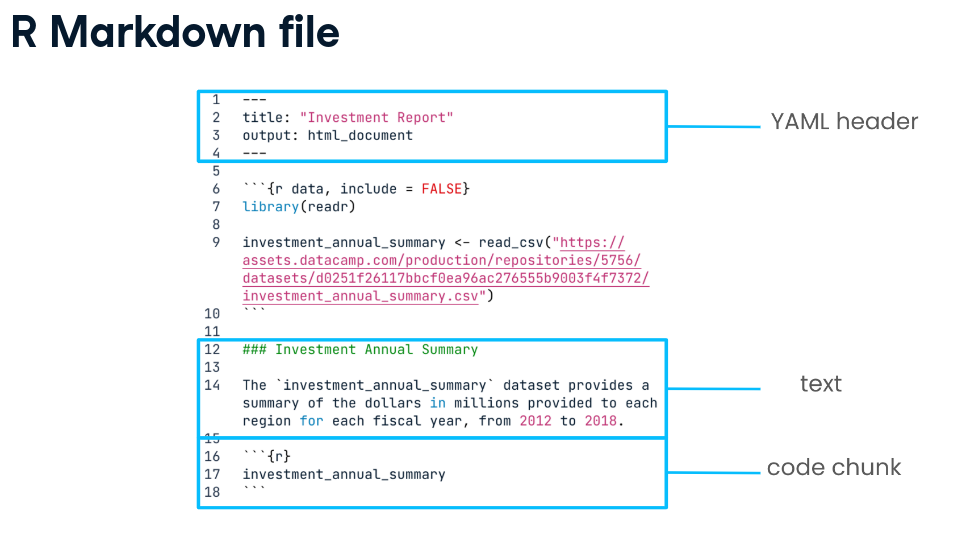 R Markdown file
1 ---
2 title: "Investment Report"
3 output: html_document
4 ---
YAML header
5
6 ```{r data, include = FALSE}
7 library(readr)
8
9 investment_annual_summary <- read_csv("https://
assets.datacamp.com/production/repositories/5756/
datasets/d0251f26117bbcf0ea96ac276555b9003f4f7372/
investment_annual_summary.csv")
10 ```
11
12 ### Investment Annual Summary
13
14 The `investment_annual_summary` dataset provides a
summary of the dollars in millions provided to each
region for each fiscal year, from 2012 to 2018.
text
15
16 ```{r}
17 investment_annual_summary
18 ```
code chunk